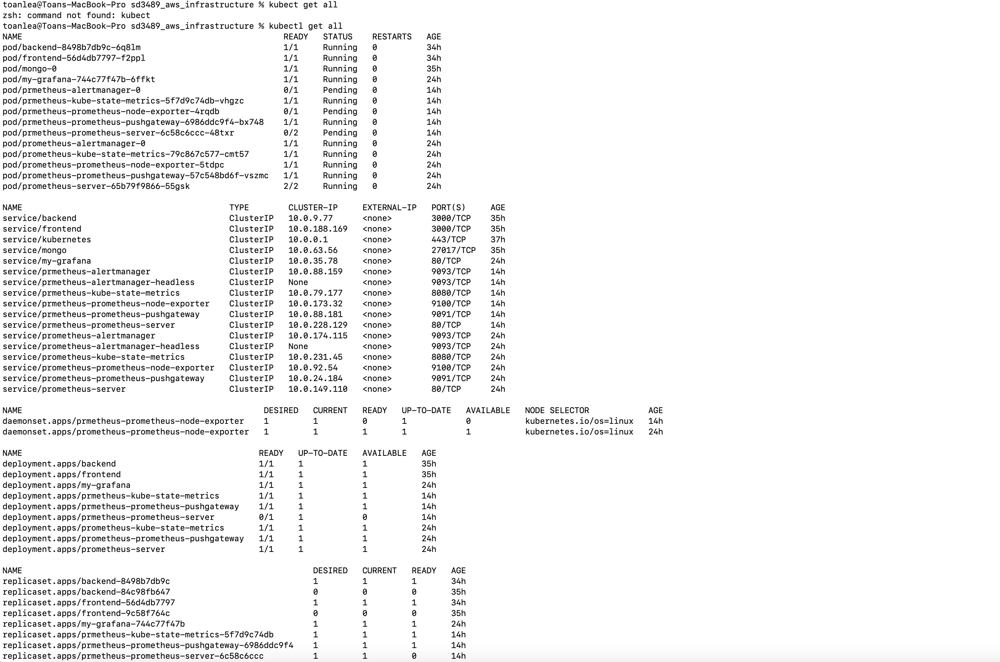 toanlea@Toans-MacBook-Pro sd3489_aws_infrastructure % kubect get all
zsh: command not found: kubect
toanlea@Toans-MacBook-Pro sd3489_aws_infrastructure % kubectl get all
NAME READY STATUS RESTARTS AGE
pod/backend-8498b7db9c-6q8lm 1/1 Running 0 34h
pod/frontend-56d4db7797-f2ppl 1/1 Running 0 34h
pod/mongo-0 1/1 Running 0 35h
pod/my-grafana-744c77f47b-6ffkt 1/1 Running 0 24h
pod/prmetheus-alertmanager-0 0/1 Pending 0 14h
pod/prmetheus-kube-state-metrics-5f7d9c74db-vhgzc 1/1 Running 0 14h
pod/prmetheus-prometheus-node-exporter-4rqdb 0/1 Pending 0 14h
pod/prmetheus-prometheus-pushgateway-6986ddc9f4-bx748 1/1 Running 0 14h
pod/prmetheus-prometheus-server-6c58c6ccc-48txr 0/2 Pending 0 14h
pod/prometheus-alertmanager-0 1/1 Running 0 24h
pod/prometheus-kube-state-metrics-79c867c577-cmt57 1/1 Running 0 24h
pod/prometheus-prometheus-node-exporter-5tdpc 1/1 Running 0 24h
pod/prometheus-prometheus-pushgateway-57c548bd6f-vszmc 1/1 Running 0 24h
pod/prometheus-server-65b79f9866-55gsk 2/2 Running 0 24h
NAME TYPE CLUSTER-IP EXTERNAL-IP PORT(S) AGE
service/backend ClusterIP 10.0.9.77 <none> 3000/TCP 35h
service/frontend ClusterIP 10.0.188.169 <none> 3000/TCP 35h
service/kubernetes ClusterIP 10.0.0.1 <none> 443/TCP 37h
service/mongo ClusterIP 10.0.63.56 <none> 27017/TCP 35h
service/my-grafana ClusterIP 10.0.35.78 <none> 80/TCP 24h
service/prmetheus-alertmanager ClusterIP 10.0.88.159 <none> 9093/TCP 14h
service/prmetheus-alertmanager-headless ClusterIP None <none> 9093/TCP 14h
service/prmetheus-kube-state-metrics ClusterIP 10.0.79.177 <none> 8080/TCP 14h
service/prmetheus-prometheus-node-exporter ClusterIP 10.0.173.32 <none> 9100/TCP 14h
service/prmetheus-prometheus-pushgateway ClusterIP 10.0.88.181 <none> 9091/TCP 14h
service/prmetheus-prometheus-server ClusterIP 10.0.228.129 <none> 80/TCP 14h
service/prometheus-alertmanager ClusterIP 10.0.174.115 <none> 9093/TCP 24h
service/prometheus-alertmanager-headless ClusterIP None <none> 9093/TCP 24h
service/prometheus-kube-state-metrics ClusterIP 10.0.231.45 <none> 8080/TCP 24h
service/prometheus-prometheus-node-exporter ClusterIP 10.0.92.54 <none> 9100/TCP 24h
service/prometheus-prometheus-pushgateway ClusterIP 10.0.24.184 <none> 9091/TCP 24h
service/prometheus-server ClusterIP 10.0.149.110 <none> 80/TCP 24h
NAME DESIRED CURRENT READY UP-TO-DATE AVAILABLE NODE SELECTOR AGE
daemonset.apps/prmetheus-prometheus-node-exporter 1 1 0 1 0 kubernetes.io/os=linux 14h
daemonset.apps/prometheus-prometheus-node-exporter 1 1 1 1 1 kubernetes.io/os=linux 24h
NAME READY UP-TO-DATE AVAILABLE AGE
deployment.apps/backend 1/1 1 1 35h
deployment.apps/frontend 1/1 1 1 35h
deployment.apps/my-grafana 1/1 1 1 24h
deployment.apps/prmetheus-kube-state-metrics 1/1 1 1 14h
deployment.apps/prmetheus-prometheus-pushgateway 1/1 1 1 14h
deployment.apps/prmetheus-prometheus-server 0/1 1 0 14h
deployment.apps/prometheus-kube-state-metrics 1/1 1 1 24h
deployment.apps/prometheus-prometheus-pushgateway 1/1 1 1 24h
deployment.apps/prometheus-server 1/1 1 1 24h
NAME DESIRED CURRENT READY AGE
replicaset.apps/backend-8498b7db9c 1 1 1 34h
replicaset.apps/backend-84c98fb647 0 0 0 35h
replicaset.apps/frontend-56d4db7797 1 1 1 34h
replicaset.apps/frontend-9c58f764c 0 0 0 35h
replicaset.apps/my-grafana-744c77f47b 1 1 1 24h
replicaset.apps/prmetheus-kube-state-metrics-5f7d9c74db 1 1 1 14h
replicaset.apps/prmetheus-prometheus-pushgateway-6986ddc9f4 1 1 1 14h
replicaset.apps/prmetheus-prometheus-server-6c58c6ccc 1 1 0 14h